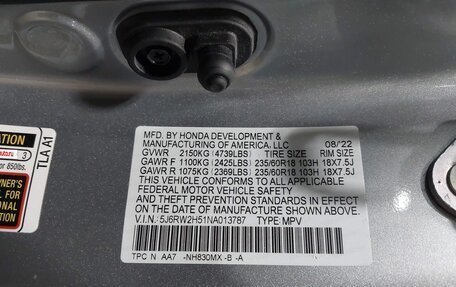 MFD. BY HONDA DEVELOPMENT &
MANUFACTURING OF AMERICA, LLC 08/22
GVWR 2150KG (4739LBS) TIRE SIZE RIM SIZE
GAWR F 1100KG (2425LBS) 235/60R18 103H 18X7.5J
GAWR R 1075KG (2369LBS) 235/60R18 103H 18X7.5J
THIS VEHICLE CONFORMS TO ALL APPLICABLE
FEDERAL MOTOR VEHICLE SAFETY
AND THEFT PREVENTION STANDARDS IN EFFECT
ON THE DATE OF MANUFACTURE SHOWN ABOVE.
V.I.N.: 5J6RW2H51NA013787 TYPE: MPV
TPC N AA7 -NH830MX -B -A
TLA A1
3
or 850lbs.